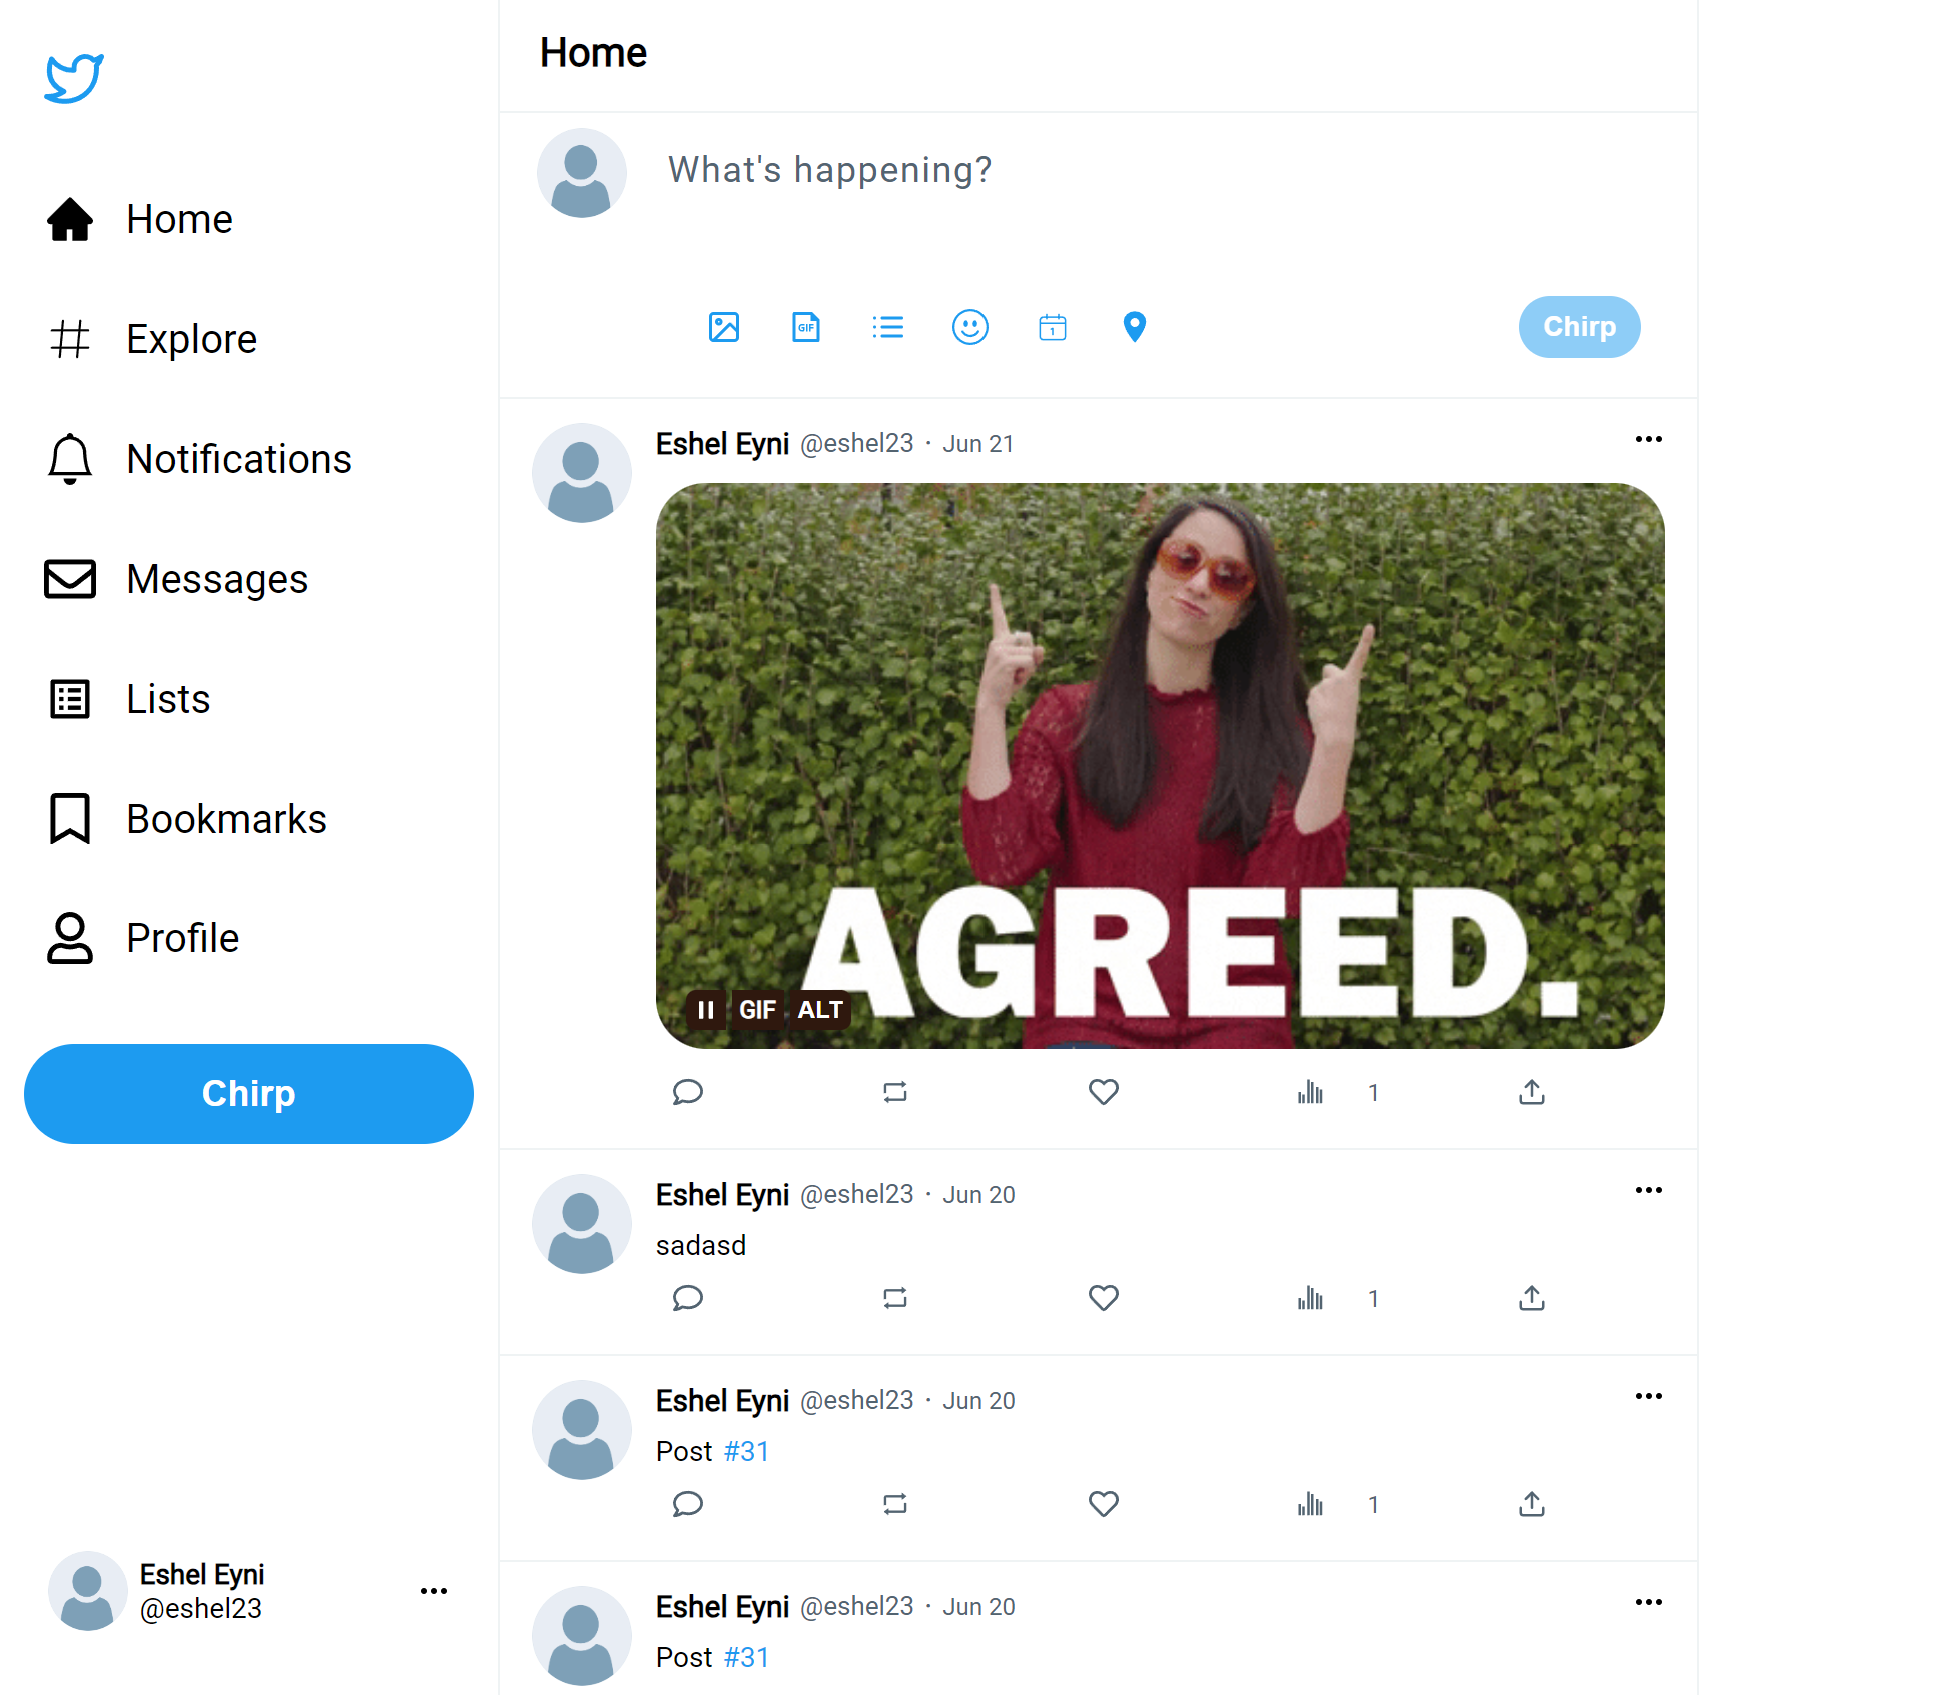 Home
Explore
Notifications
Messages
Lists
Bookmarks
Profile
Chirp
Eshel Eyni
@eshel23
Home
What's happening?
GIF
1
Chirp
Eshel Eyni @eshel23 · Jun 21
AGREED.
GIF ALT
1
Eshel Eyni @eshel23 · Jun 20
sadasd
1
Eshel Eyni @eshel23 · Jun 20
Post #31
1
Eshel Eyni @eshel23 · Jun 20
Post #31